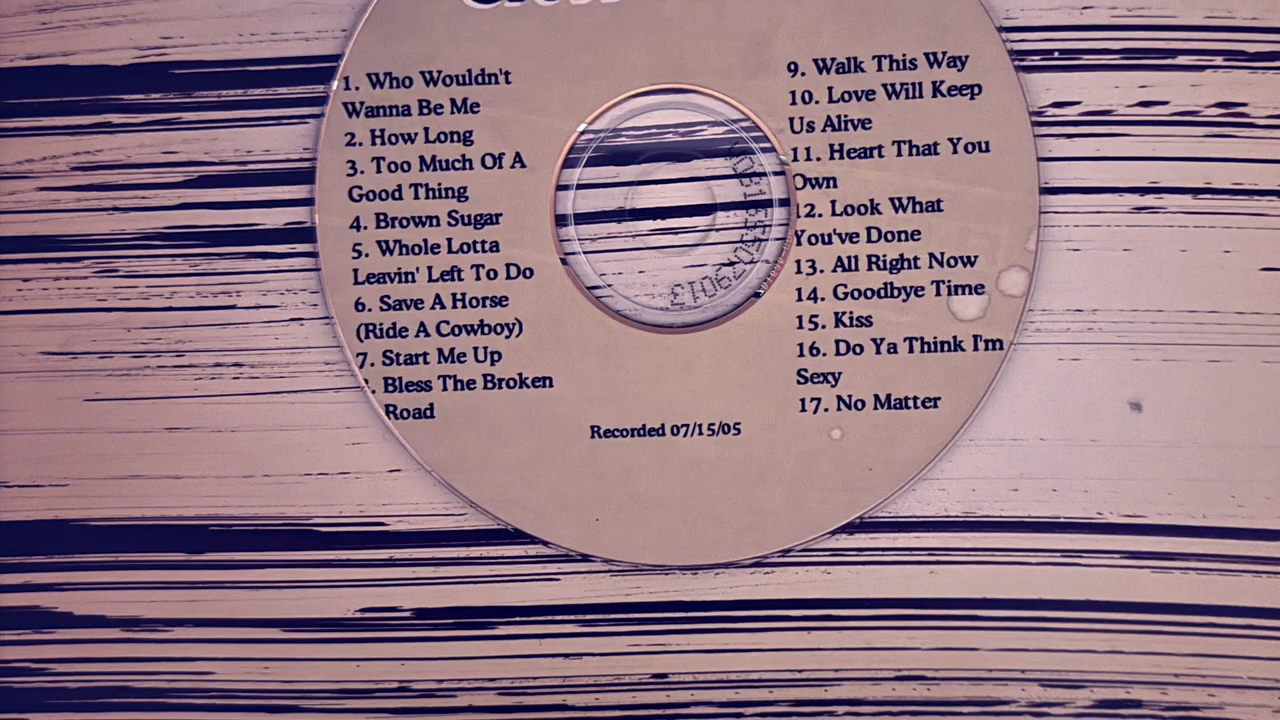 1. Who Wouldn't
Wanna Be Me
2. How Long
3. Too Much Of A
Good Thing
4. Brown Sugar
5. Whole Lotta
Leavin' Left To Do
6. Save A Horse
(Ride A Cowboy)
7. Start Me Up
. Bless The Broken
Road
9. Walk This Way
10. Love Will Keep
Us Alive
11. Heart That You
Own
12. Look What
You've Done
13. All Right Now
14. Goodbye Time
15. Kiss
16. Do Ya Think I'm
Sexy
17. No Matter
Recorded 07/15/05